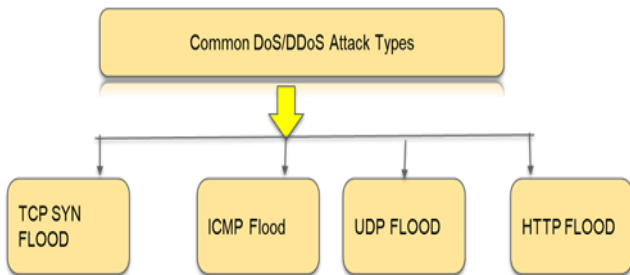 Common DoS/DDoS Attack Types
TCP SYN
FLOOD
ICMP Flood
UDP FLOOD
HTTP FLOOD